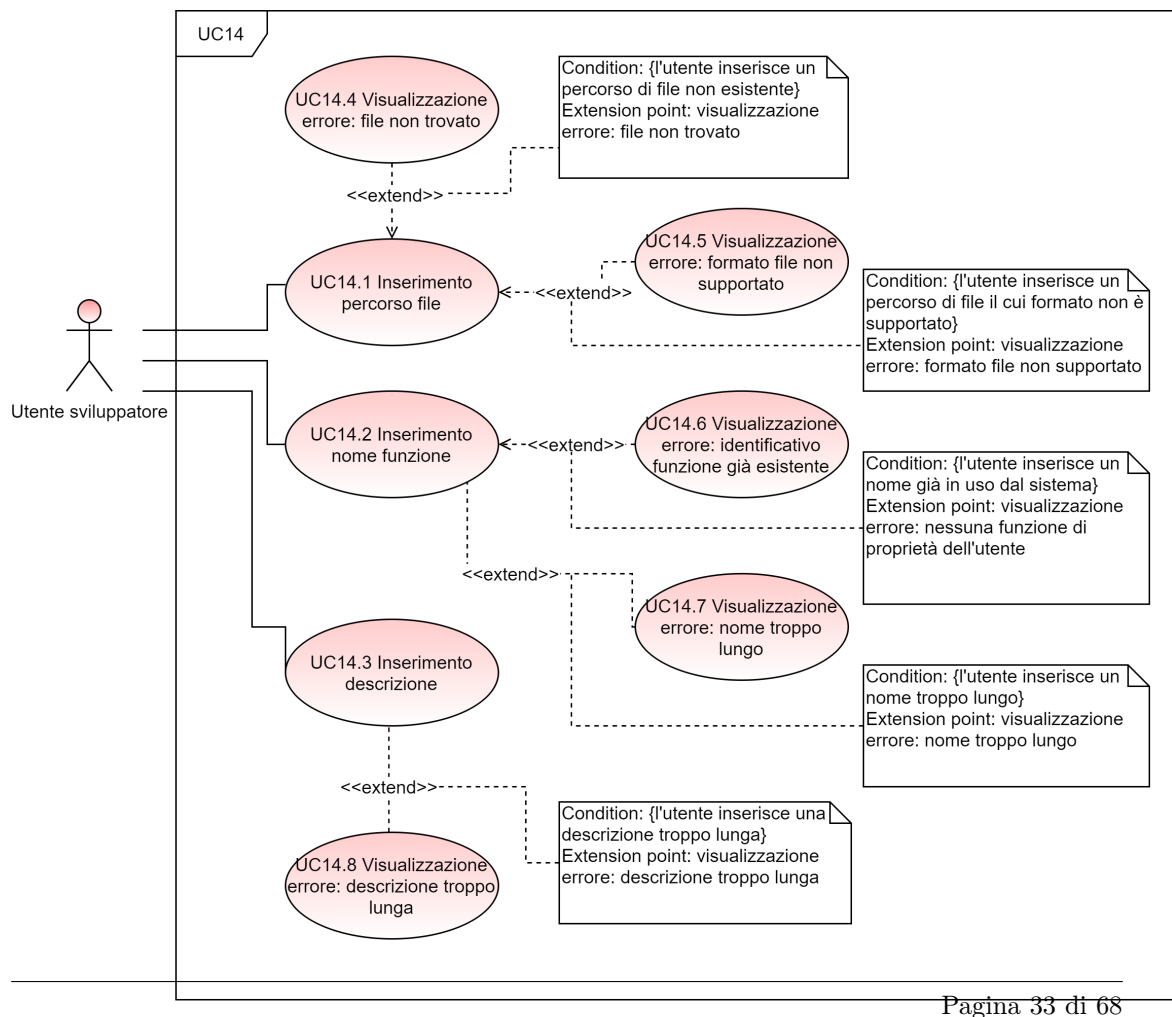 UC14
UC14.4 Visualizzazione
errore: file non trovato
Condition: {l'utente inserisce un
percorso di file non esistente}
Extension point: visualizzazione
errore: file non trovato
<<extend>>
UC14.1 Inserimento
percorso file
<<extend>>
UC14.5 Visualizzazione
errore: formato file non
supportato
Condition: {l'utente inserisce un
percorso di file il cui formato non è
supportato}
Extension point: visualizzazione
errore: formato file non supportato
Utente sviluppatore
UC14.2 Inserimento
nome funzione
<<extend>>
UC14.6 Visualizzazione
errore: identificativo
funzione già esistente
Condition: {l'utente inserisce un
nome già in uso dal sistema}
Extension point: visualizzazione
errore: nessuna funzione di
proprietà dell'utente
<<extend>>
UC14.7 Visualizzazione
errore: nome troppo
lungo
UC14.3 Inserimento
descrizione
Condition: {l'utente inserisce un
nome troppo lungo}
Extension point: visualizzazione
errore: nome troppo lungo
<<extend>>
UC14.8 Visualizzazione
errore: descrizione troppo
lunga
Condition: {l'utente inserisce una
descrizione troppo lunga}
Extension point: visualizzazione
errore: descrizione troppo lunga
Pagina 33 di 68